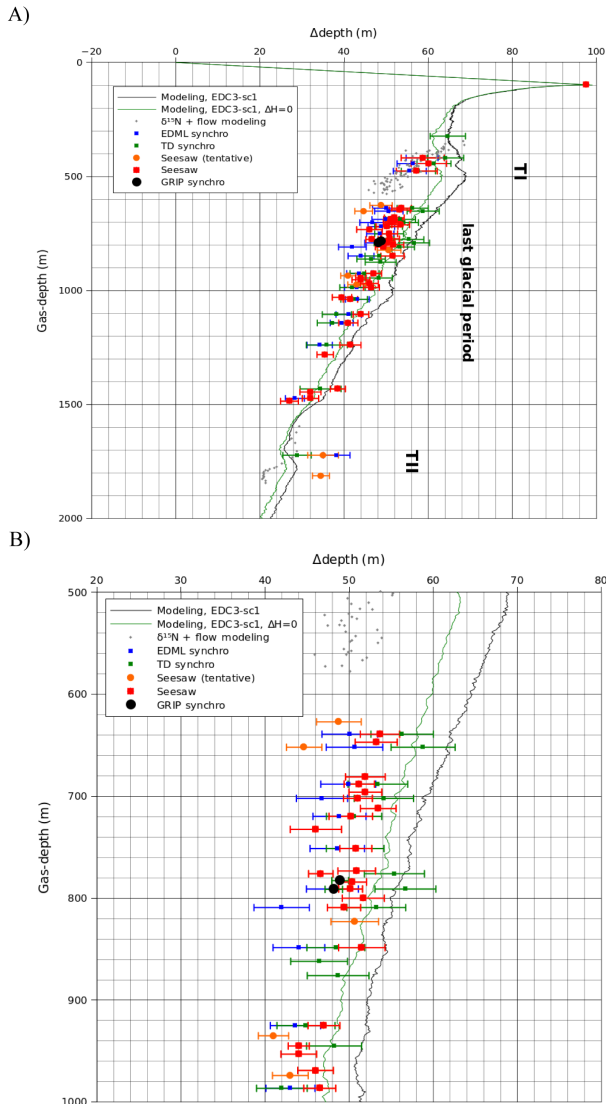 A)
Δdepth (m)
−20 0 20 40 60 80 100
0
500
1000
1500
2000
Gas-depth (m)
Modeling, EDC3-sc1
Modeling, EDC3-sc1, ΔH=0
δ¹⁵N + flow modeling
EDML synchro
TD synchro
Seesaw (tentative)
Seesaw
GRIP synchro
TI
last glacial period
TII
B)
Δdepth (m)
20 30 40 50 60 70 80
500
600
700
800
900
1000
Gas-depth (m)
Modeling, EDC3-sc1
Modeling, EDC3-sc1, ΔH=0
δ¹⁵N + flow modeling
EDML synchro
TD synchro
Seesaw (tentative)
Seesaw
GRIP synchro